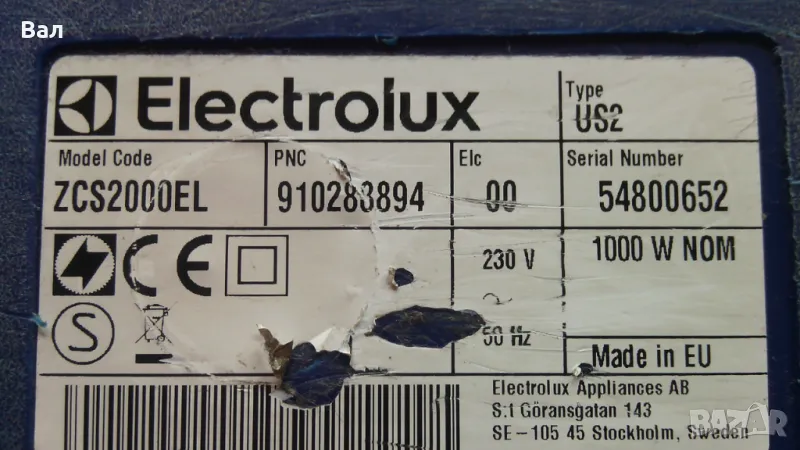 Вал
Electrolux
Type
US2
Model Code
PNC
Elc
Serial Number
ZCS2000EL
910283894
00
54800652
230 V
1000 W NOM
~
50 Hz
S
Made in EU
Electrolux Appliances AB
S:t Göransgatan 143
SE-105 45 Stockholm, Sweden
BAZAR